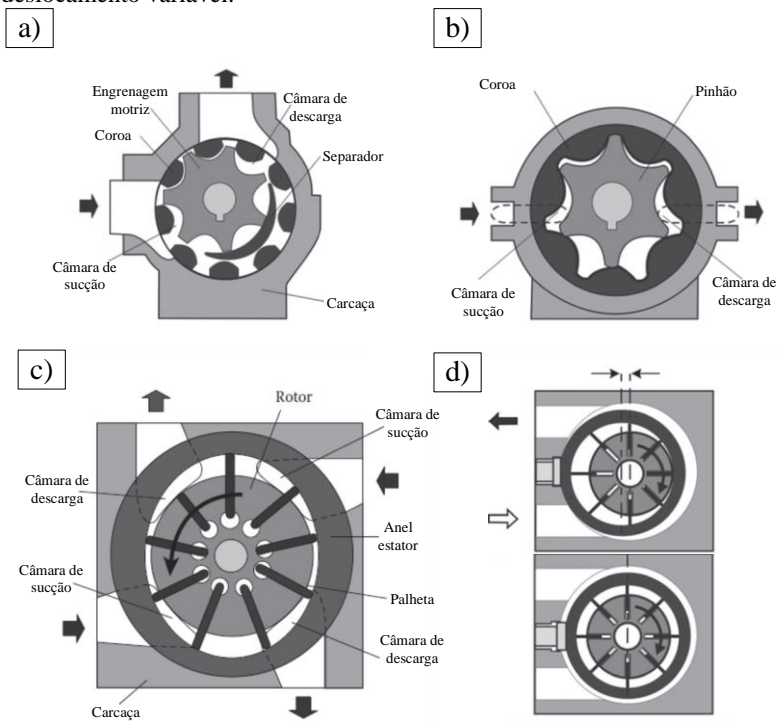 deslocamento variável.
a)
Engrenagem
motriz
Coroa
Câmara de
descarga
Separador
Câmara de
sucção
Carcaça
b)
Coroa
Pinhão
Câmara de
sucção
Câmara de
descarga
c)
Rotor
Câmara de
sucção
Câmara de
descarga
Anel
estator
Câmara de
sucção
Palheta
Câmara de
descarga
Carcaça
d)